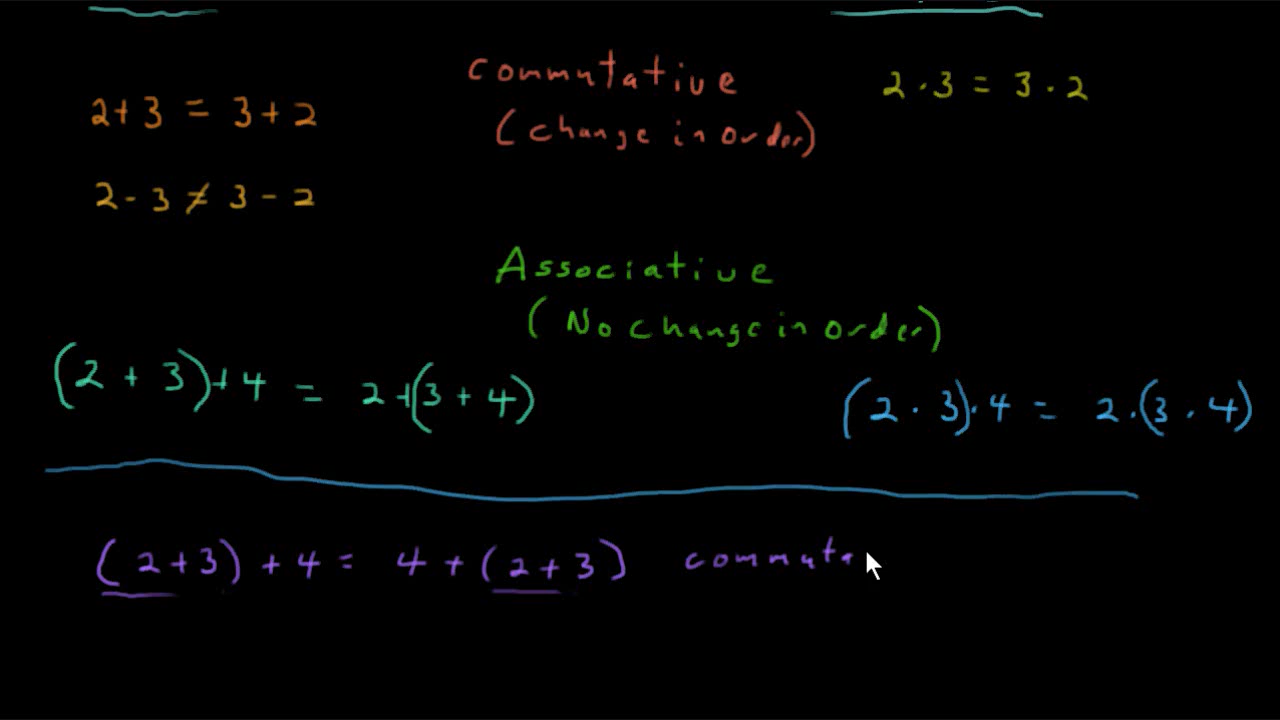 Commutative
2 · 3 = 3 · 2
2 + 3 = 3 + 2
(change in order)
2 - 3 ≠ 3 - 2
Associative
(No change in order)
(2 + 3) + 4 = 2 + (3 + 4)
(2 · 3) · 4 = 2 · (3 · 4)
(2 + 3) + 4 = 4 + (2 + 3) commuta